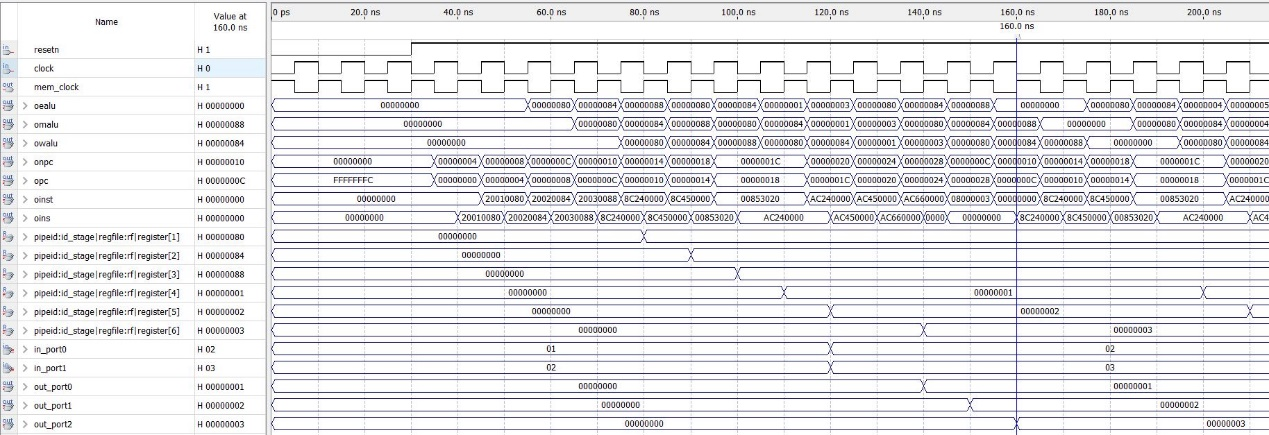 Name Value at 160.0 ns 0 ps 20.0 ns 40.0 ns 60.0 ns 80.0 ns 100.0 ns 120.0 ns 140.0 ns 160.0 ns 180.0 ns 200.0 ns
160.0 ns
resetn H 1
clock H 0
mem_clock H 1
oealu H 00000000 00000000 00000080 00000084 00000088 00000080 00000084 00000001 00000003 00000080 00000084 00000088 00000000 00000080 00000084 00000004 00000005
omalu H 00000088 00000000 00000080 00000084 00000088 00000080 00000084 00000001 00000003 00000080 00000084 00000088 00000000 00000080 00000084 00000004
owalu H 00000084 00000000 00000080 00000084 00000088 00000080 00000084 00000001 00000003 00000080 00000084 00000088 00000000 00000080 00000084
onpc H 00000010 00000000 00000004 00000008 0000000C 00000010 00000014 00000018 0000001C 00000020 00000024 00000028 0000000C 00000010 00000014 00000018 0000001C 00000020
opc H 0000000C FFFFFFFC 00000000 00000004 00000008 0000000C 00000010 00000014 00000018 0000001C 00000020 00000024 00000028 0000000C 00000010 00000014 00000018 0000001C
oinst H 00000000 00000000 20010080 20020084 20030088 8C240000 8C450000 00853020 AC240000 AC450000 AC660000 08000003 00000000 8C240000 8C450000 00853020 AC240000
oins H 00000000 00000000 20010080 20020084 20030088 8C240000 8C450000 00853020 AC240000 AC450000 AC660000 0000 00000000 8C240000 8C450000 00853020 AC240000 AC4
pipeid:id_stage|regfile:rf|register[1] H 00000080 00000000
pipeid:id_stage|regfile:rf|register[2] H 00000084 00000000
pipeid:id_stage|regfile:rf|register[3] H 00000088 00000000
pipeid:id_stage|regfile:rf|register[4] H 00000001 00000000 00000001
pipeid:id_stage|regfile:rf|register[5] H 00000002 00000000 00000002
pipeid:id_stage|regfile:rf|register[6] H 00000003 00000000 00000003
in_port0 H 02 01 02
in_port1 H 03 02 03
out_port0 H 00000001 00000000 00000001
out_port1 H 00000002 00000000 00000002
out_port2 H 00000003 00000000 00000003